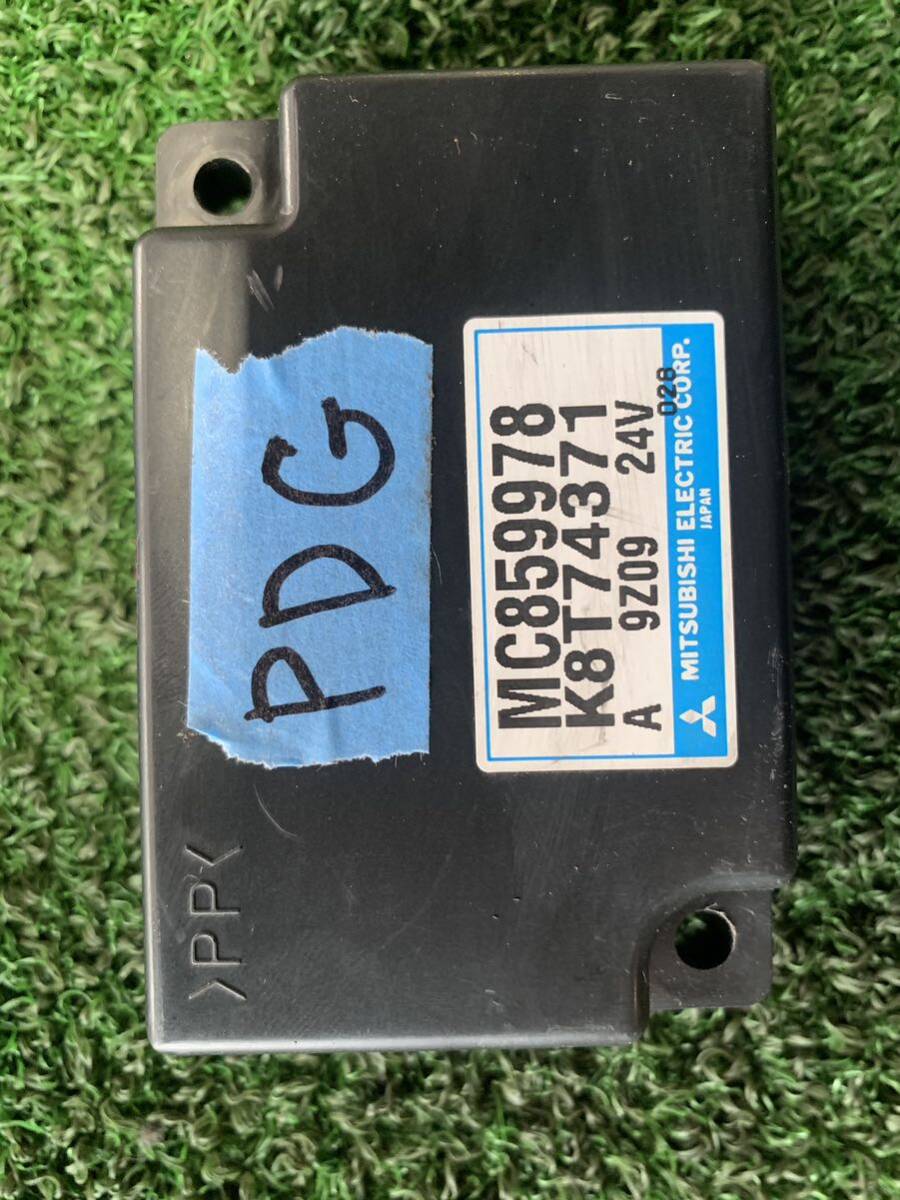 PDG
>PP<
MC859978
K8T74371
A 9Z09 24V
028
MITSUBISHI ELECTRIC CORP.
JAPAN